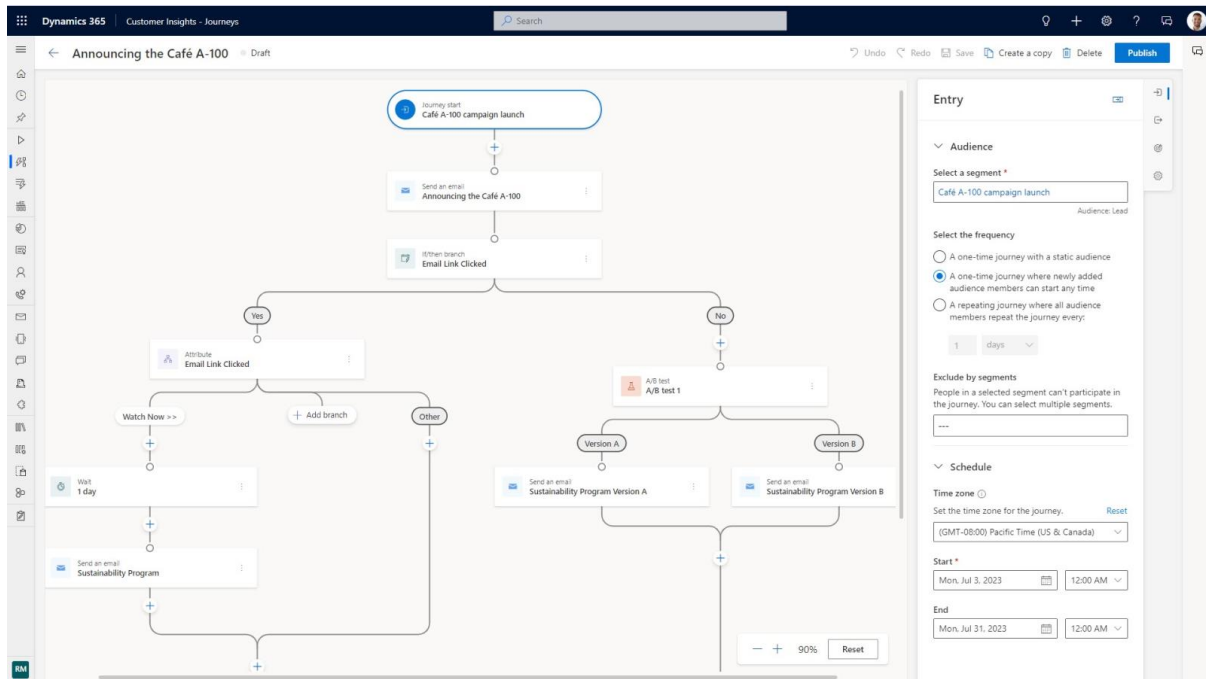 Dynamics 365
Customer Insights - Journeys
Search
Announcing the Café A-100
Draft
Undo
Redo
Save
Create a copy
Delete
Publish
Journey start
Café A-100 campaign launch
Send an email
Announcing the Café A-100
If/then branch
Email Link Clicked
Yes
No
Attribute
Email Link Clicked
A/B test
A/B test 1
Watch Now >>
+ Add branch
Other
Version A
Version B
Wait
1 day
Send an email
Sustainability Program Version A
Send an email
Sustainability Program Version B
Send an email
Sustainability Program
90%
Reset
RM
Entry
Audience
Select a segment *
Café A-100 campaign launch
Audience: Lead
Select the frequency
A one-time journey with a static audience
A one-time journey where newly added
audience members can start any time
A repeating journey where all audience
members repeat the journey every:
1
days
Exclude by segments
People in a selected segment can't participate in
the journey. You can select multiple segments.
---
Schedule
Time zone
Set the time zone for the journey.
Reset
(GMT-08:00) Pacific Time (US & Canada)
Start *
Mon, Jul 3, 2023
12:00 AM
End
Mon, Jul 31, 2023
12:00 AM